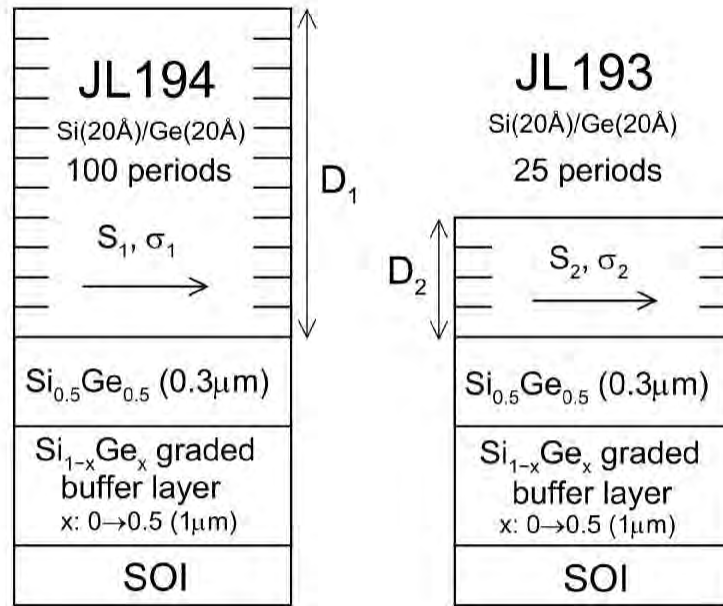 JL194
Si(20Å)/Ge(20Å)
100 periods
S₁, σ₁
D₁
Si₀.₅Ge₀.₅ (0.3μm)
Si₁₋ₓGeₓ graded
buffer layer
x: 0→0.5 (1μm)
SOI
JL193
Si(20Å)/Ge(20Å)
25 periods
D₂
S₂, σ₂
Si₀.₅Ge₀.₅ (0.3μm)
Si₁₋ₓGeₓ graded
buffer layer
x: 0→0.5 (1μm)
SOI